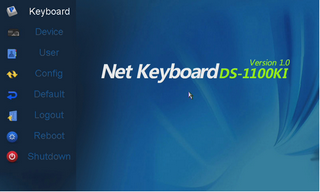 Keyboard
Device
User
Config
Default
Logout
Reboot
Shutdown
Version 1.0
Net Keyboard DS-1100KI